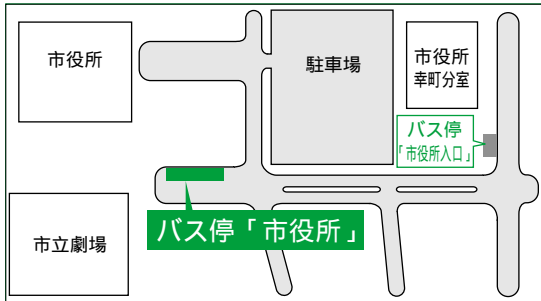 市役所
駐車場
市役所
幸町分室
バス停
「市役所入口」
バス停「市役所」
市立劇場